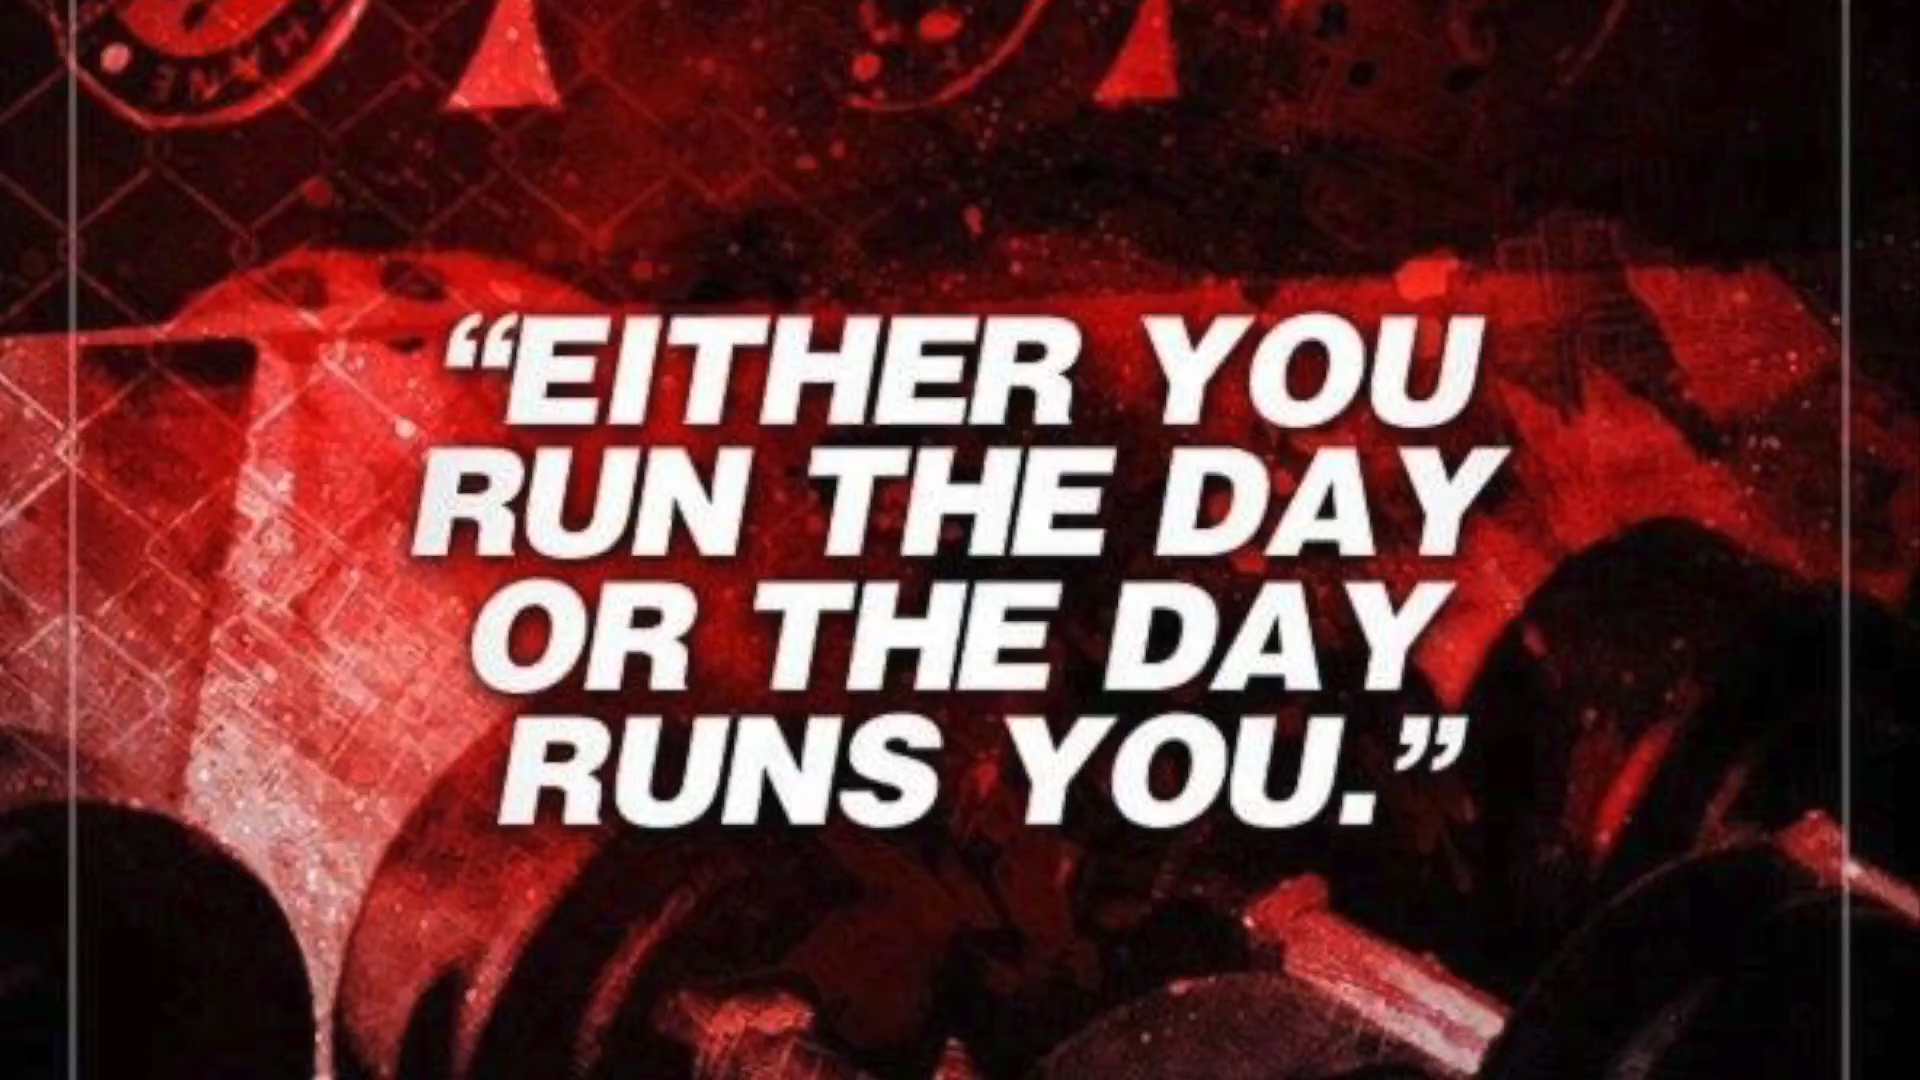 “EITHER YOU
RUN THE DAY
OR THE DAY
RUNS YOU.”